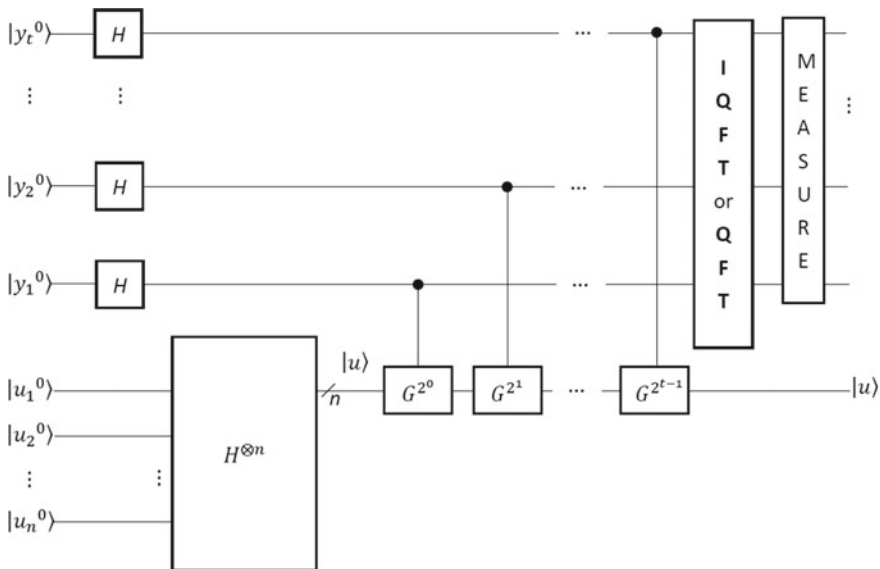 |y_t^0⟩ H ...
⋮ ⋮
|y_2^0⟩ H ...
|y_1^0⟩ H ...
|u⟩
|u_1^0⟩ n G^{2^0} G^{2^1} ... G^{2^{t-1}} |u⟩
|u_2^0⟩
⋮ ⋮
H^{⊗n}
|u_n^0⟩
I
Q
F
T
or
Q
F
T
M
E
A
S
U
R
E
⋮